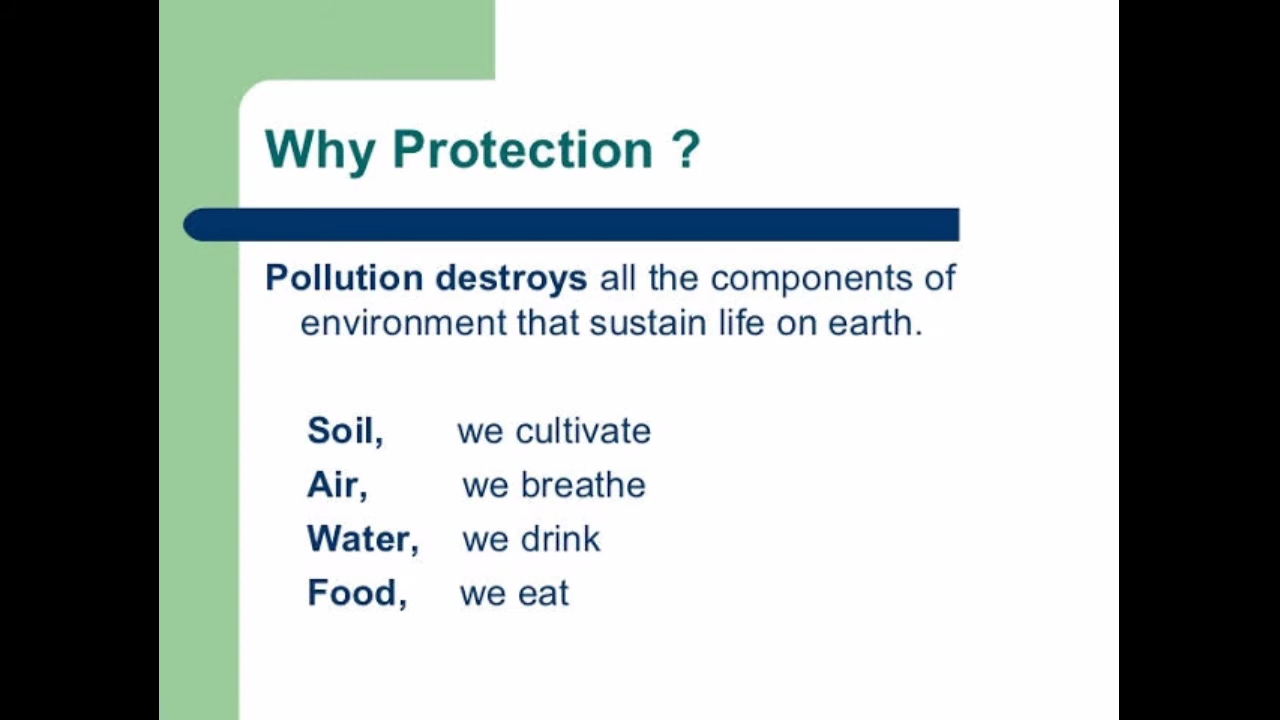 Why Protection ?
Pollution destroys all the components of
environment that sustain life on earth.
Soil, we cultivate
Air, we breathe
Water, we drink
Food, we eat